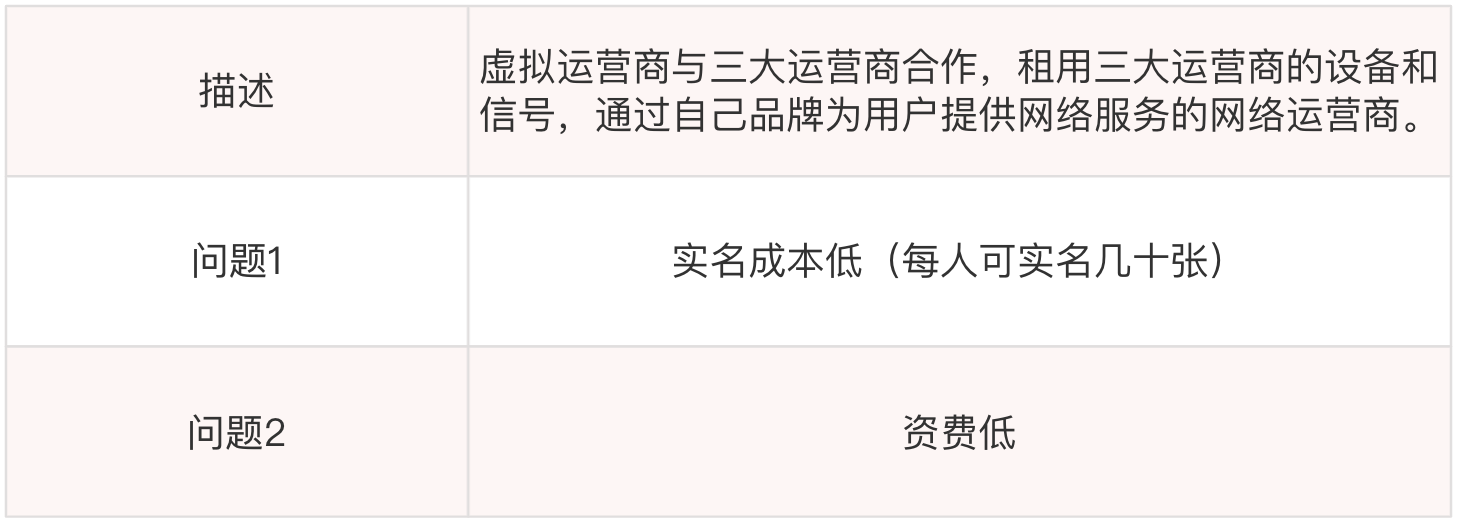 描述
虚拟运营商与三大运营商合作，租用三大运营商的设备和
信号，通过自己品牌为用户提供网络服务的网络运营商。
问题1
实名成本低（每人可实名几十张）
问题2
资费低